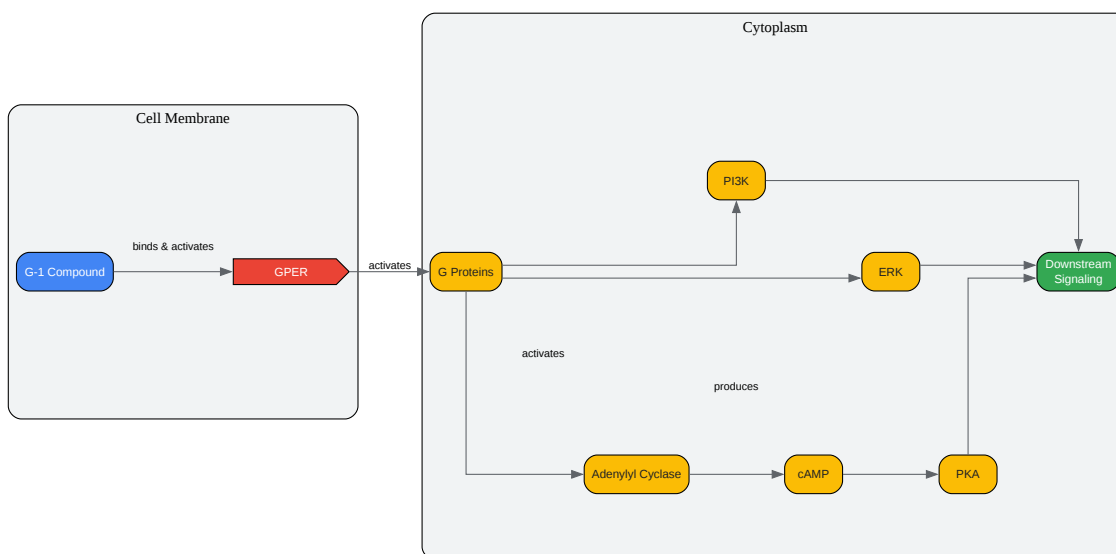 Cytoplasm
Cell Membrane
PI3K
binds & activates
activates
G-1 Compound
GPER
G Proteins
ERK
Downstream
Signaling
activates
produces
Adenylyl Cyclase
cAMP
PKA